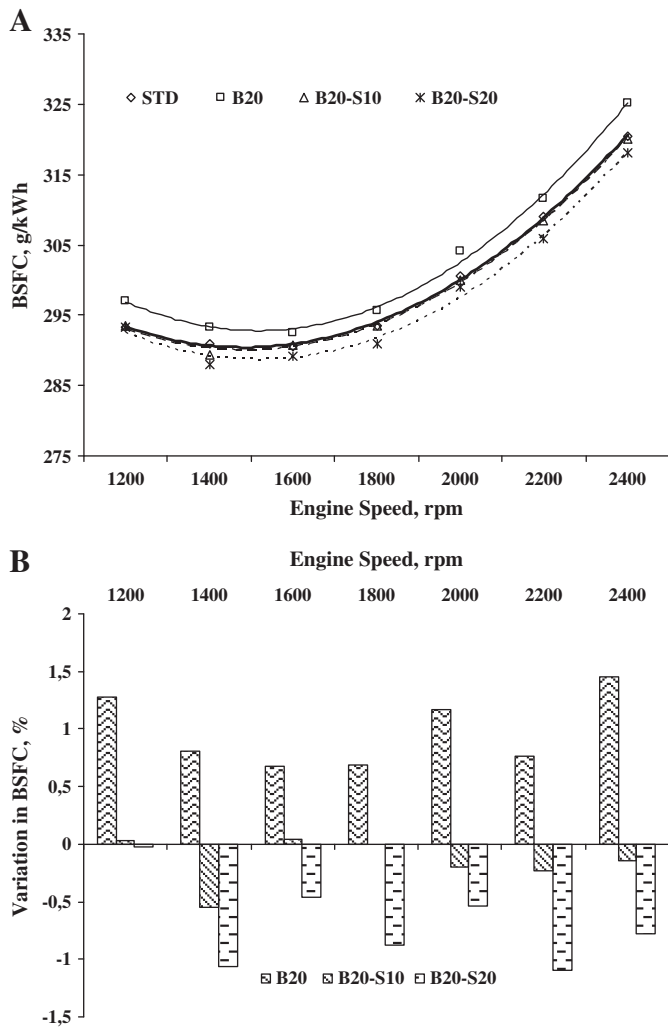 A
335
325
315
305
295
285
275
BSFC, g/kWh
STD B20 B20-S10 B20-S20
1200 1400 1600 1800 2000 2200 2400
Engine Speed, rpm
B
Engine Speed, rpm
1200 1400 1600 1800 2000 2200 2400
2
1,5
1
0,5
0
-0,5
-1
-1,5
Variation in BSFC, %
B20 B20-S10 B20-S20